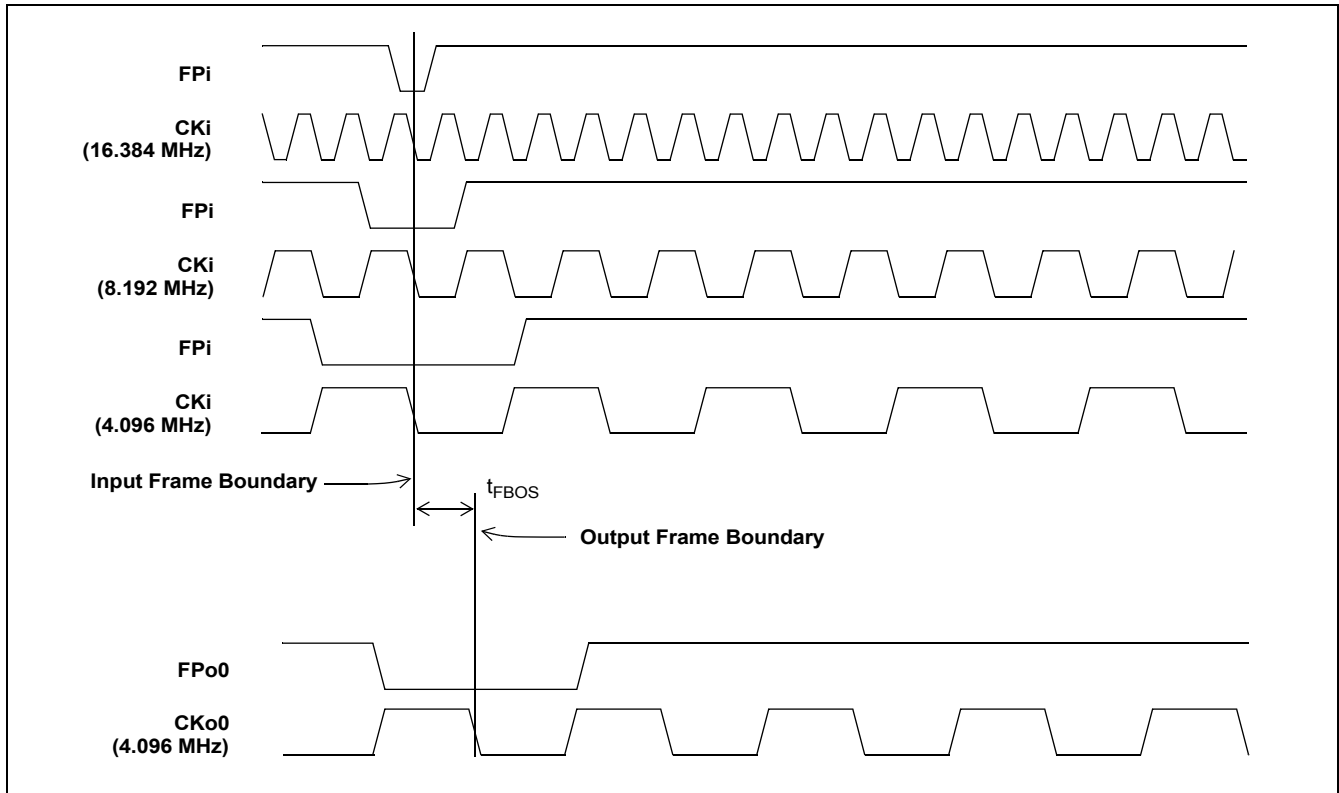 FPi
CKi
(16.384 MHz)
FPi
CKi
(8.192 MHz)
FPi
CKi
(4.096 MHz)
Input Frame Boundary
tFBOS
Output Frame Boundary
FPo0
CKo0
(4.096 MHz)